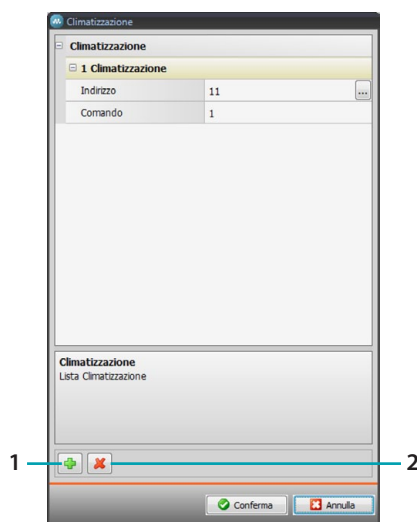 Climatizzazione
Climatizzazione
1 Climatizzazione
Indirizzo 11 ...
Comando 1
Climatizzazione
Lista Climatizzazione
1 2
Conferma Annulla